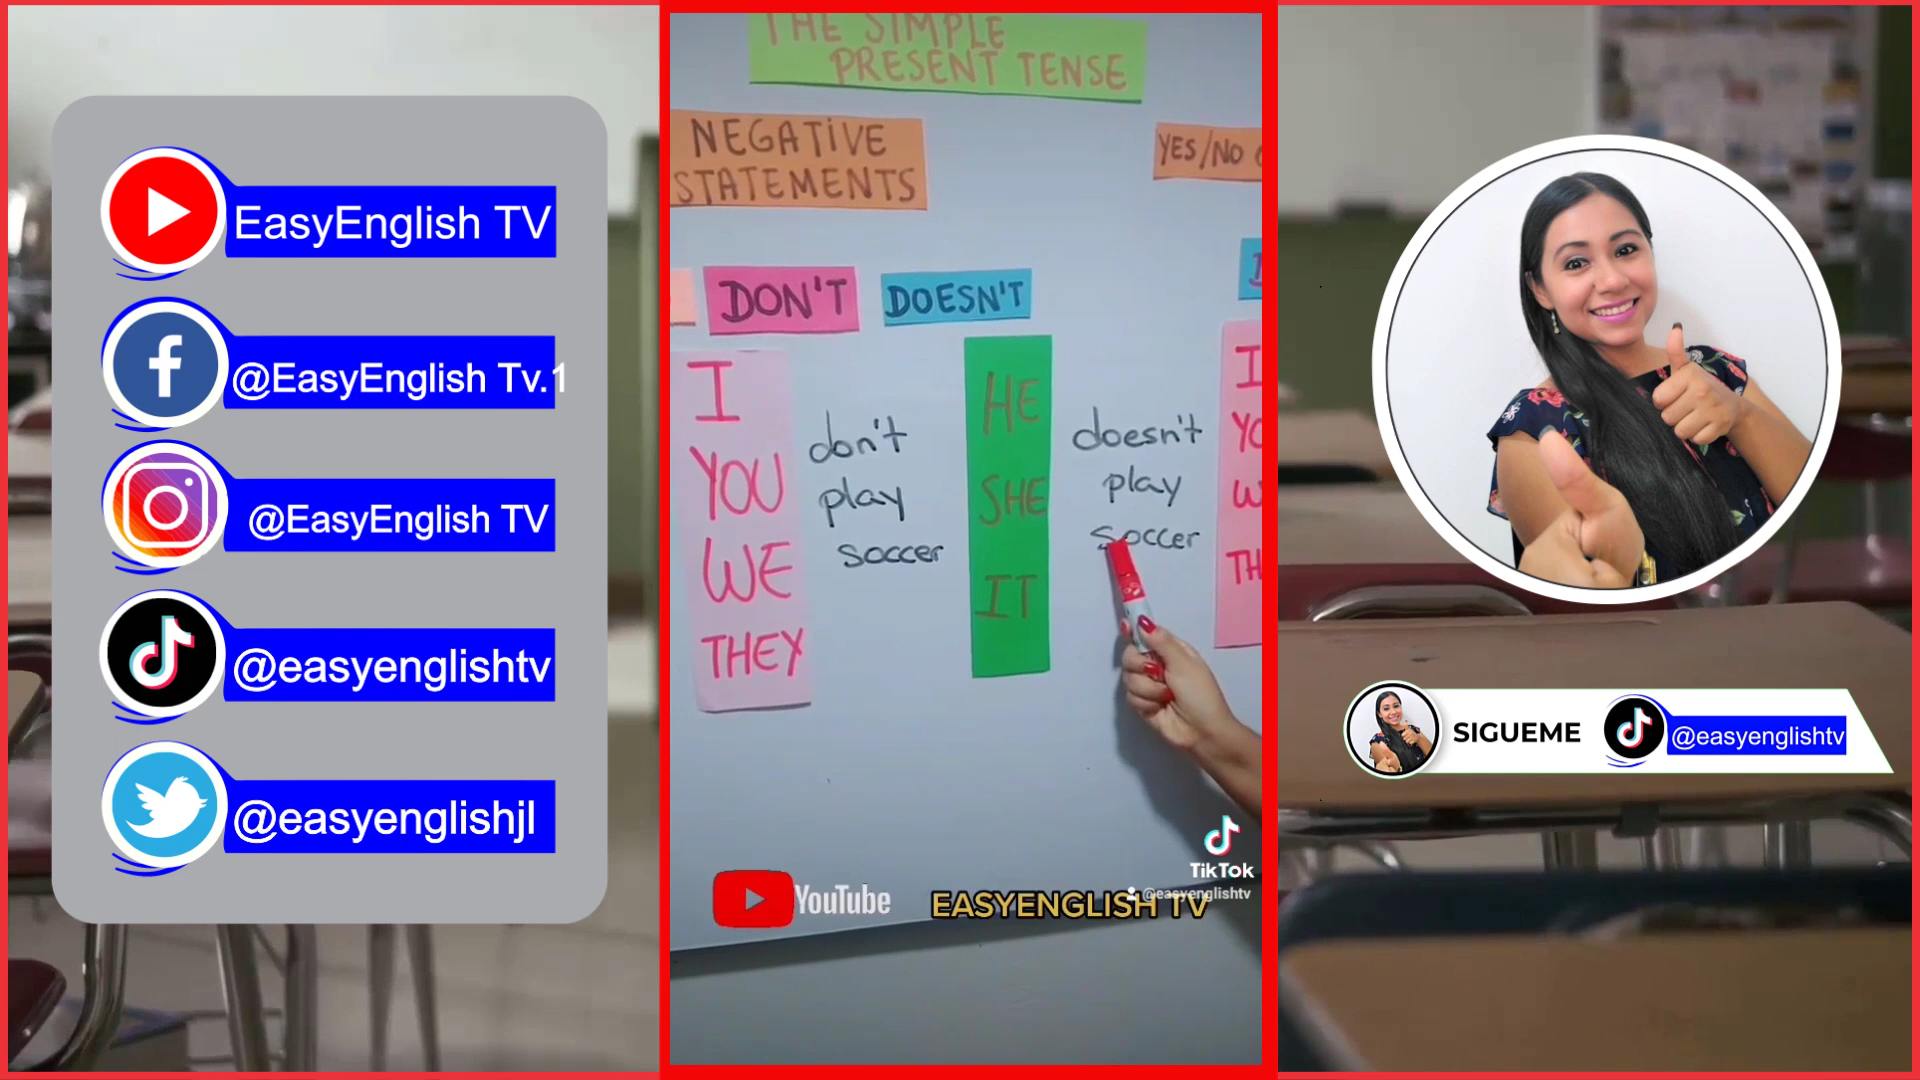 EasyEnglish TV
@EasyEnglish Tv.1
@EasyEnglish TV
@easyenglishtv
@easyenglishjl
THE SIMPLE
PRESENT TENSE
NEGATIVE
STATEMENTS
YES/NO
DON'T
DOESN'T
I
YOU
WE
THEY
don't
play
soccer
HE
SHE
IT
doesn't
play
soccer
I
YO
W
TH
TikTok
@easyenglishtv
YouTube
EASYENGLISH TV
SIGUEME
@easyenglishtv